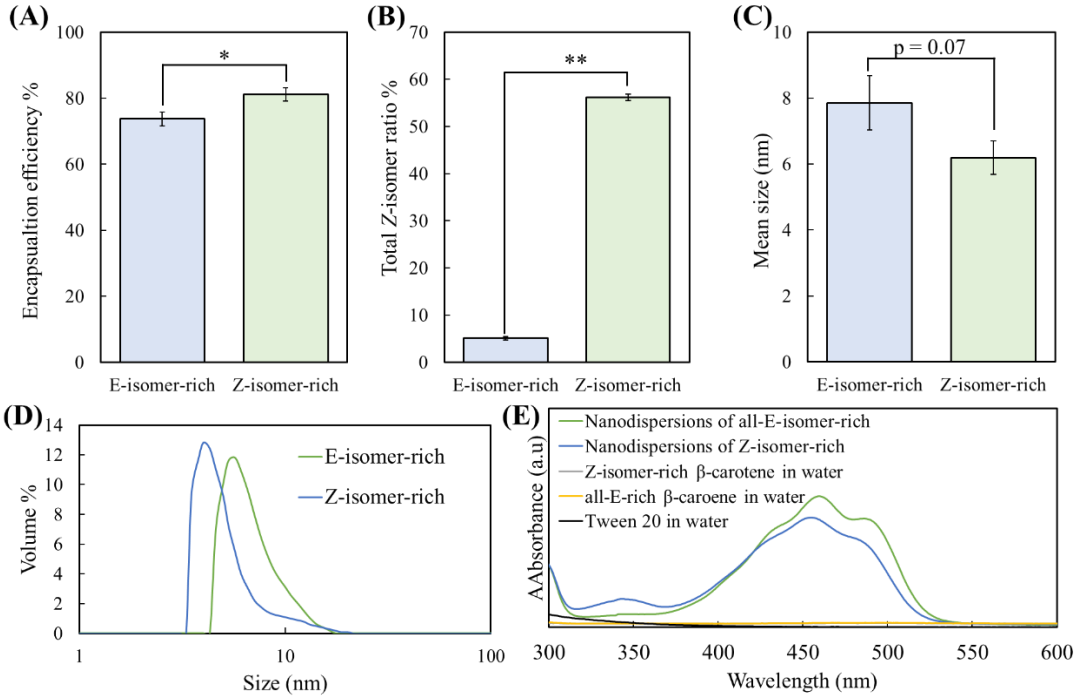 (A)
Encapsualtion efficiency %
100
80
60
40
20
0
*
E-isomer-rich
Z-isomer-rich
(B)
Total Z-isomer ratio %
70
60
50
40
30
20
10
0
**
E-isomer-rich
Z-isomer-rich
(C)
Mean size (nm)
10
8
6
4
2
0
p = 0.07
E-isomer-rich
Z-isomer-rich
(D)
Volume %
14
12
10
8
6
4
2
0
E-isomer-rich
Z-isomer-rich
1
10
100
Size (nm)
(E)
AAbsorbance (a.u)
Nanodispersions of all-E-isomer-rich
Nanodispersions of Z-isomer-rich
Z-isomer-rich β-carotene in water
all-E-rich β-caroene in water
Tween 20 in water
300
350
400
450
500
550
600
Wavelength (nm)